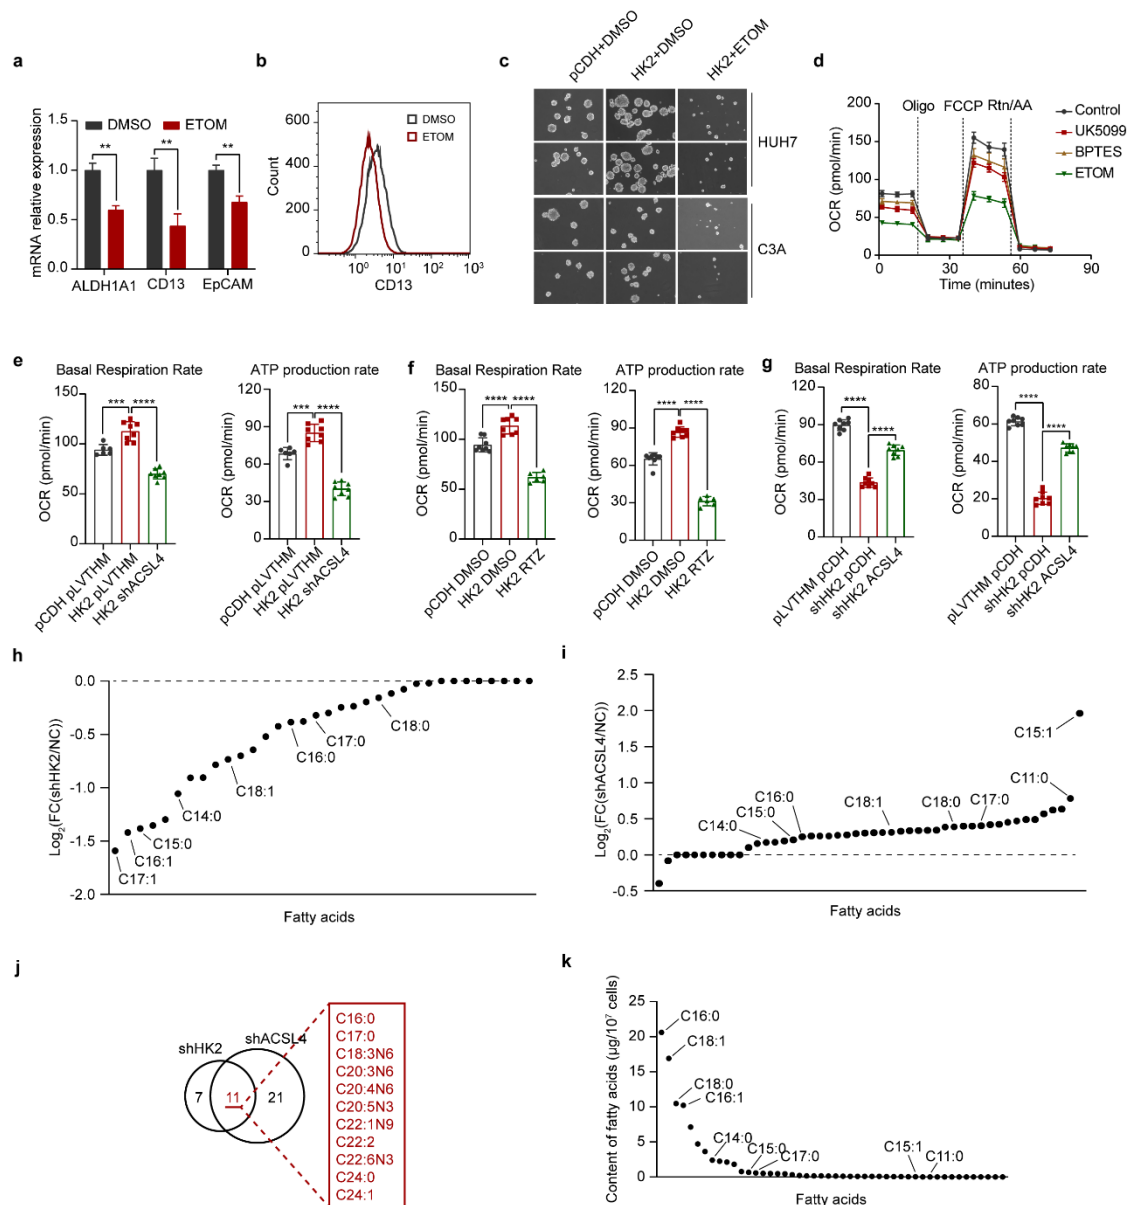 a
DMSO
ETOM
**
**
**
mRNA relative expression
1.5
1.0
0.5
0.0
ALDH1A1
CD13
EpCAM
b
DMSO
ETOM
Count
800
600
400
200
0
10⁰
10¹
10²
10³
CD13
c
pCDH+DMSO
HK2+DMSO
HK2+ETOM
HUH7
C3A
d
OCR (pmol/min)
200
150
100
50
0
Oligo
FCCP
Rtn/AA
Control
UK5099
BPTES
ETOM
0
30
60
90
Time (minutes)
e
Basal Respiration Rate
OCR (pmol/min)
150
100
50
0
***
****
pCDH pLVTHM
HK2 pLVTHM
HK2 shACSL4
ATP production rate
OCR (pmol/min)
120
90
60
30
0
***
****
pCDH pLVTHM
HK2 pLVTHM
HK2 shACSL4
f
Basal Respiration Rate
OCR (pmol/min)
150
100
50
0
****
****
pCDH DMSO
HK2 DMSO
HK2 RTZ
ATP production rate
OCR (pmol/min)
120
90
60
30
0
****
****
pCDH DMSO
HK2 DMSO
HK2 RTZ
g
Basal Respiration Rate
OCR (pmol/min)
120
90
60
30
0
****
****
****
pLVTHM pCDH
shHK2 pCDH
shHK2 ACSL4
ATP production rate
OCR (pmol/min)
60
40
20
0
****
****
pLVTHM pCDH
shHK2 pCDH
shHK2 ACSL4
h
Log₂(FC(shHK2/NC))
0.0
-0.5
-1.0
-1.5
-2.0
C18:0
C17:0
C16:0
C18:1
C14:0
C15:0
C16:1
C17:1
Fatty acids
i
Log₂(FC(shACSL4/NC))
2.5
2.0
1.5
1.0
0.5
0.0
-0.5
C15:1
C11:0
C16:0
C15:0
C14:0
C18:1
C18:0
C17:0
Fatty acids
j
shHK2
shACSL4
7
11
21
C16:0
C17:0
C18:3N6
C20:3N6
C20:4N6
C20:5N3
C22:1N9
C22:2
C22:6N3
C24:0
C24:1
k
Content of fatty acids (µg/10⁷ cells)
25
20
15
10
5
0
C16:0
C18:1
C18:0
C16:1
C14:0
C15:0
C17:0
C15:1
C11:0
Fatty acids